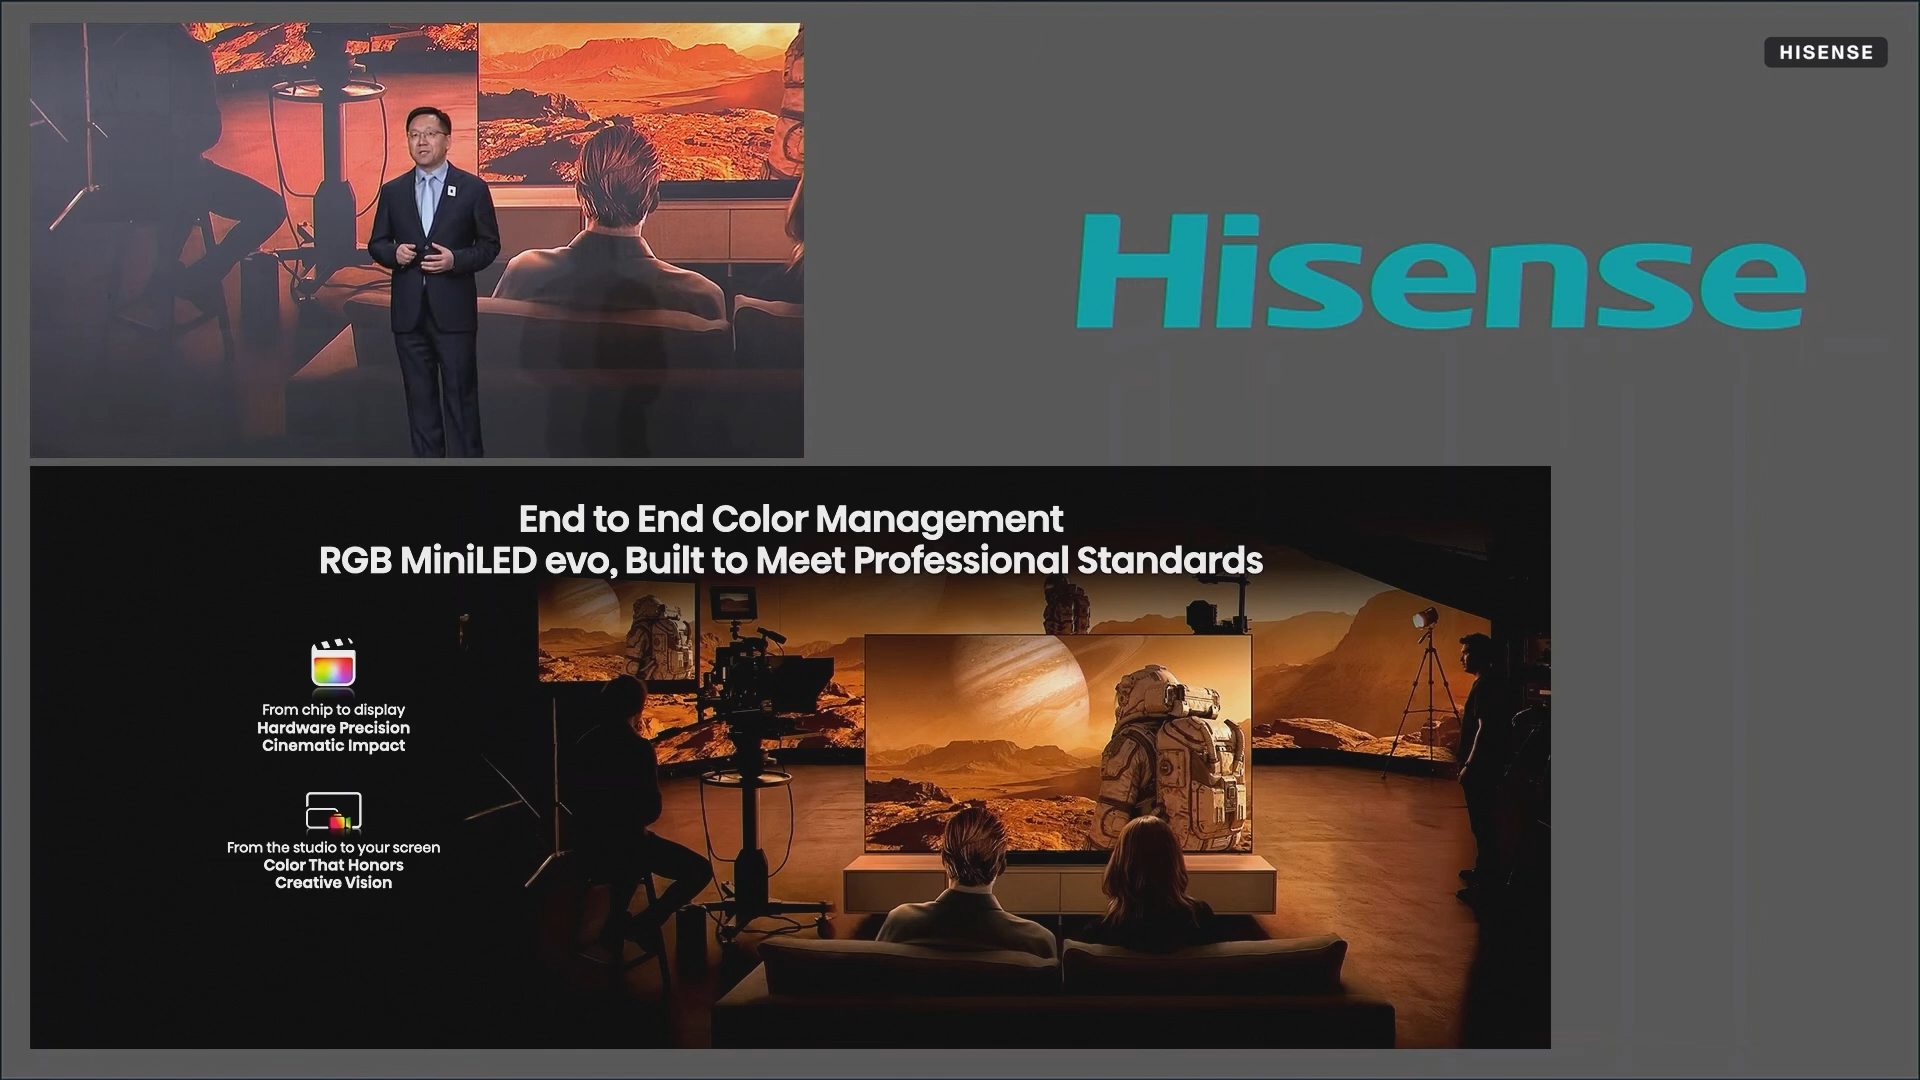 HISENSE
Hisense
End to End Color Management
RGB MiniLED evo, Built to Meet Professional Standards
From chip to display
Hardware Precision
Cinematic Impact
From the studio to your screen
Color That Honors
Creative Vision